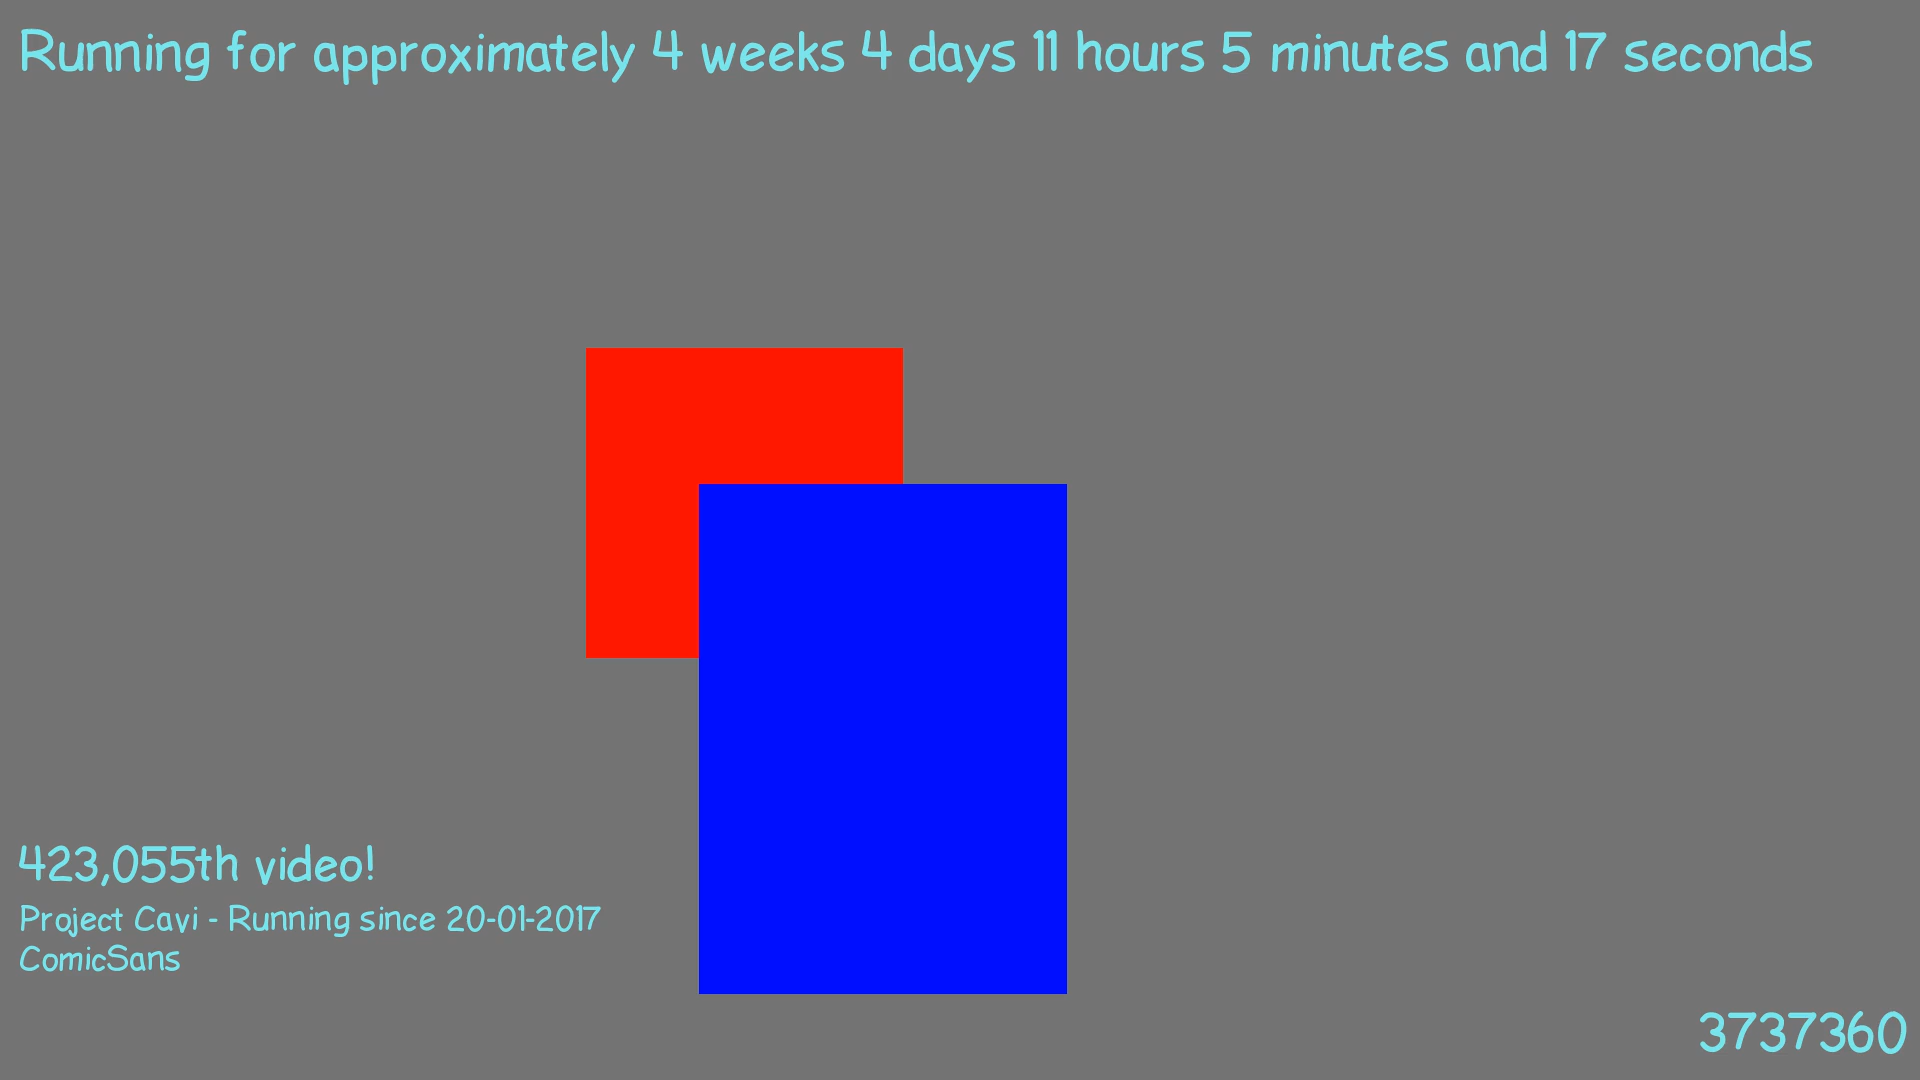 Running for approximately 4 weeks 4 days 11 hours 5 minutes and 17 seconds
423,055th video!
Project Cavi - Running since 20-01-2017
ComicSans
3737360